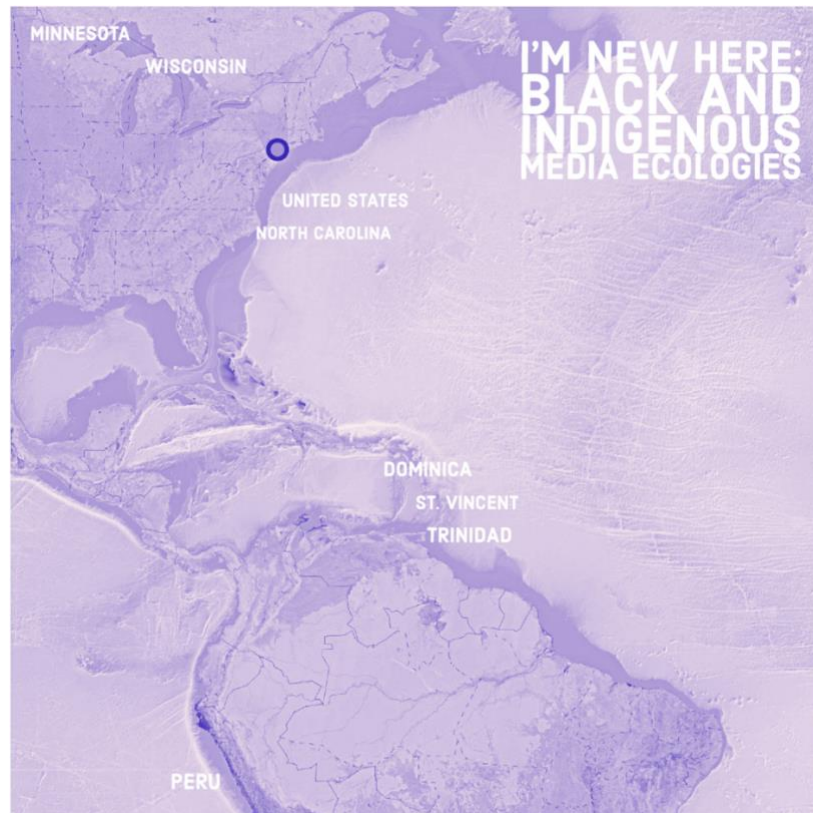 MINNESOTA
WISCONSIN
I'M NEW HERE:
BLACK AND
INDIGENOUS
MEDIA ECOLOGIES
UNITED STATES
NORTH CAROLINA
DOMINICA
ST. VINCENT
TRINIDAD
PERU